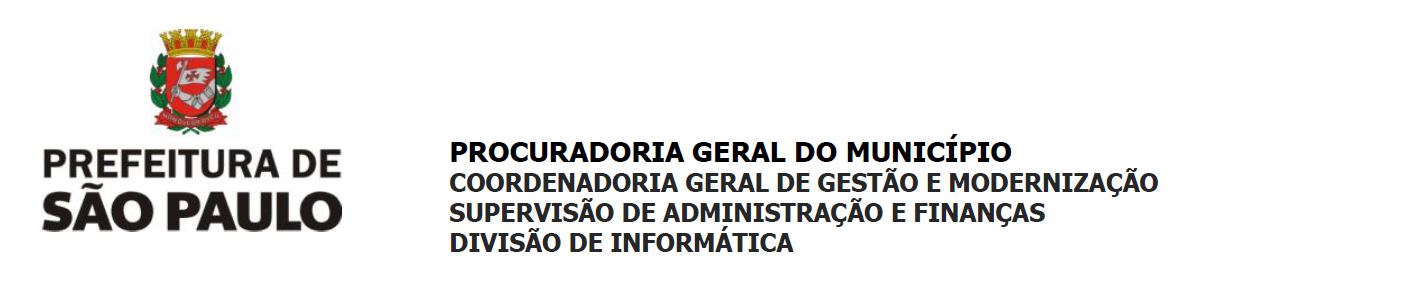 PREFEITURA DE
SÃO PAULO
PROCURADORIA GERAL DO MUNICÍPIO
COORDENADORIA GERAL DE GESTÃO E MODERNIZAÇÃO
SUPERVISÃO DE ADMINISTRAÇÃO E FINANÇAS
DIVISÃO DE INFORMÁTICA